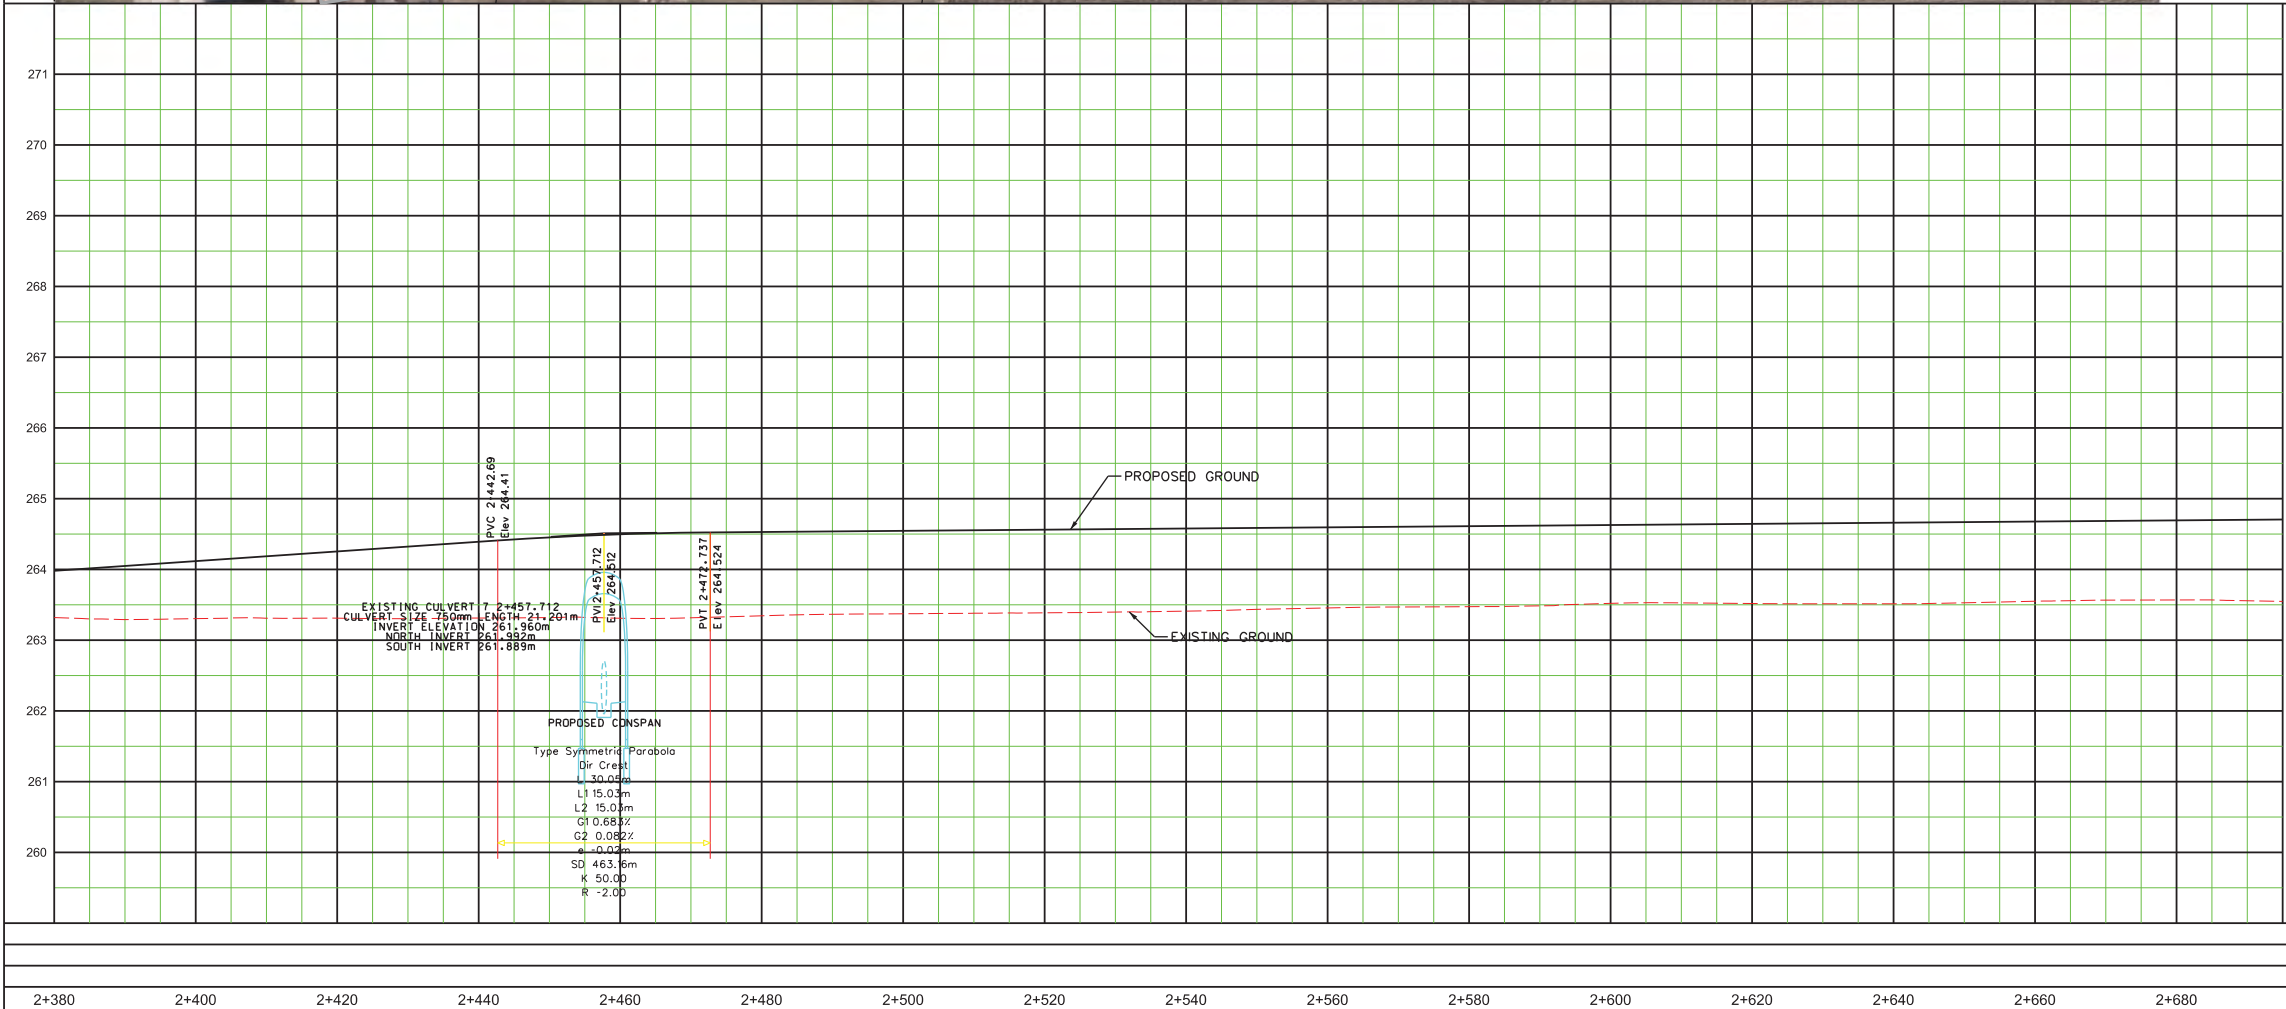 271
270
269
268
267
266
265
264
263
262
261
260
PVC 2+442.69
Elev 264.41
PVI 2+457.712
Elev 264.512
PVT 2+472.737
Elev 264.524
PROPOSED GROUND
EXISTING GROUND
EXISTING CULVERT 7 2+457.712
CULVERT SIZE 750mm LENGTH 21.201m
INVERT ELEVATION 261.960m
NORTH INVERT 261.992m
SOUTH INVERT 261.889m
PROPOSED CONSPAN
Type Symmetric Parabola
Dir Crest
L 30.05m
L1 15.03m
L2 15.03m
G1 0.683%
G2 0.082%
e -0.02m
SD 463.16m
K 50.00
R -2.00
2+380 2+400 2+420 2+440 2+460 2+480 2+500 2+520 2+540 2+560 2+580 2+600 2+620 2+640 2+660 2+680